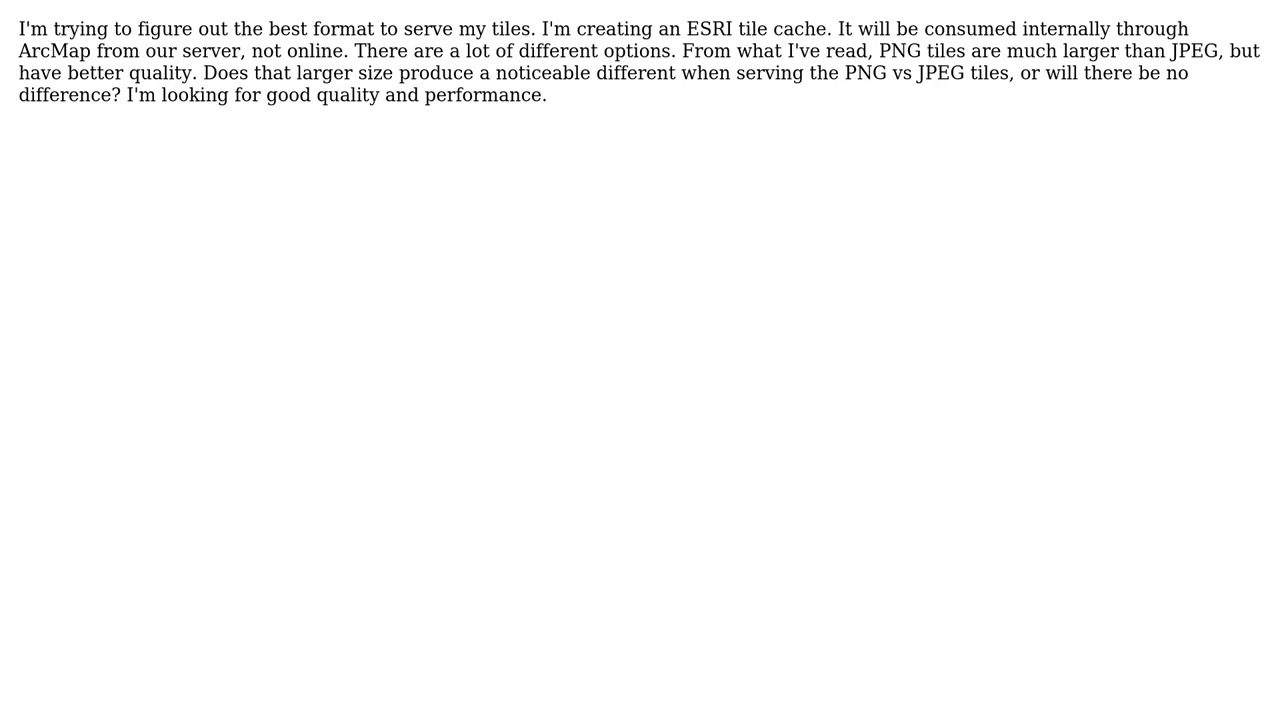 I'm trying to figure out the best format to serve my tiles. I'm creating an ESRI tile cache. It will be consumed internally through
ArcMap from our server, not online. There are a lot of different options. From what I've read, PNG tiles are much larger than JPEG, but
have better quality. Does that larger size produce a noticeable different when serving the PNG vs JPEG tiles, or will there be no
difference? I'm looking for good quality and performance.